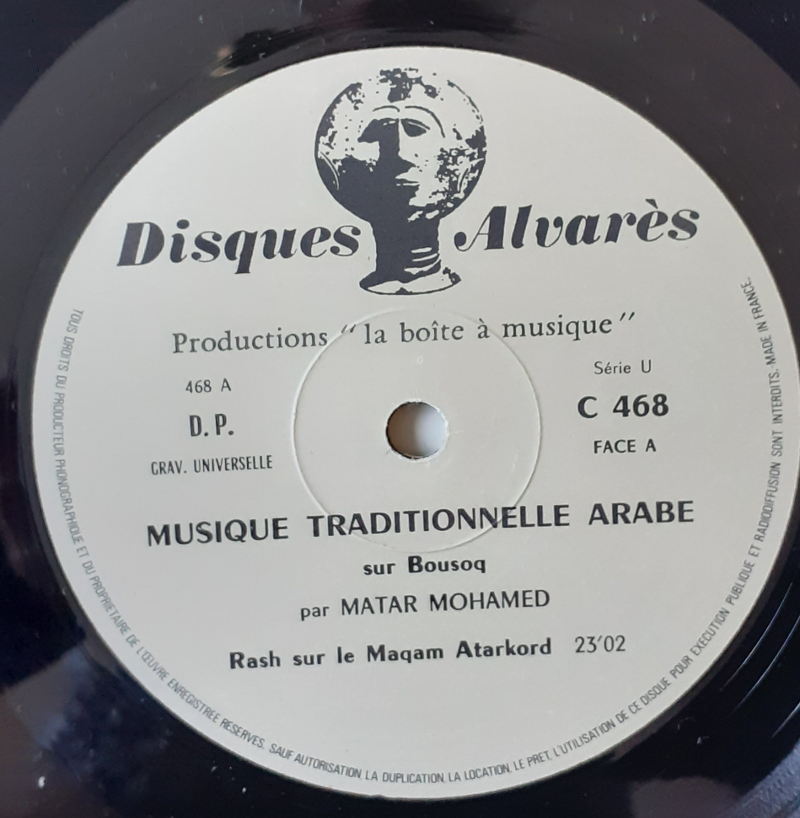 Disques Alvarès
Productions “la boîte à musique”
468 A
D.P.
GRAV. UNIVERSELLE
Série U
C 468
FACE A
MUSIQUE TRADITIONNELLE ARABE
sur Bousoq
par MATAR MOHAMED
Rash sur le Maqam Atarkord 23'02
TOUS DROITS DU PRODUCTEUR PHONOGRAPHIQUE ET DU PROPRIETAIRE DE L'ŒUVRE ENREGISTREE RESERVES. SAUF AUTORISATION, LA DUPLICATION, LA LOCATION, LE PRET, L'UTILISATION DE CE DISQUE POUR EXECUTION PUBLIQUE ET RADIODIFFUSION SONT INTERDITS. MADE IN FRANCE.